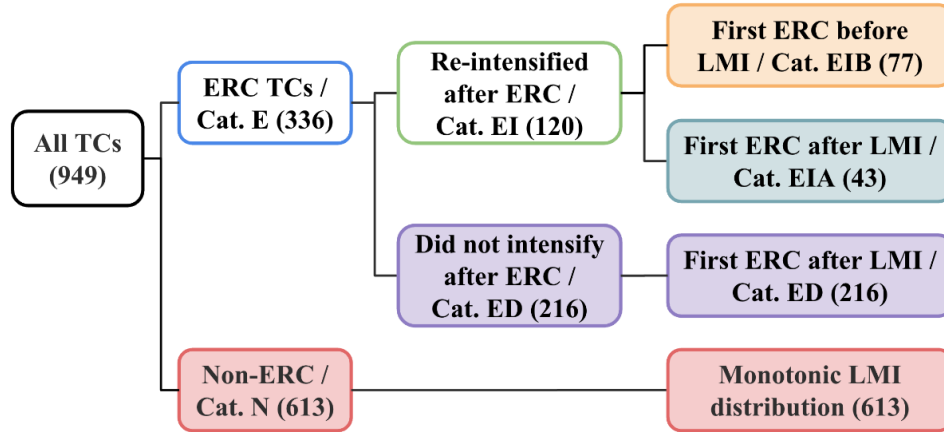 All TCs
(949)
ERC TCs /
Cat. E (336)
Re-intensified
after ERC /
Cat. EI (120)
First ERC before
LMI / Cat. EIB (77)
First ERC after LMI /
Cat. EIA (43)
Did not intensify
after ERC /
Cat. ED (216)
First ERC after LMI /
Cat. ED (216)
Non-ERC /
Cat. N (613)
Monotonic LMI
distribution (613)